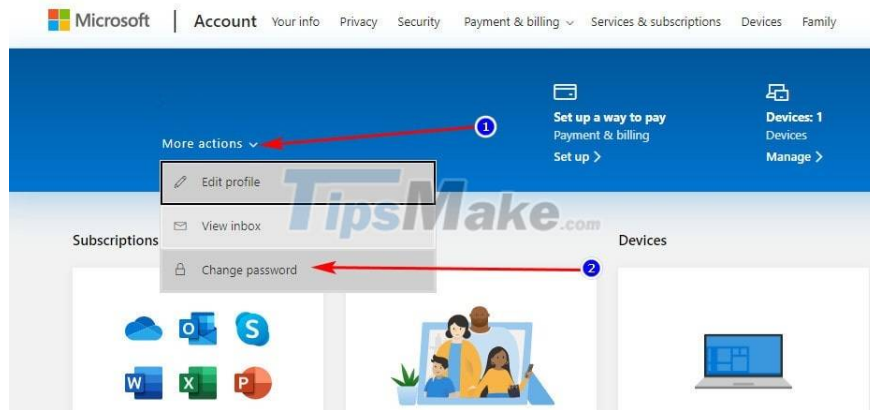 Microsoft | Account Your info Privacy Security Payment & billing Services & subscriptions Devices Family
Set up a way to pay
Payment & billing
Set up >
Devices: 1
Devices
Manage >
More actions
1
Edit profile
View inbox
Change password
2
TipsMake.com
Subscriptions
Devices
O
S
W
X
P